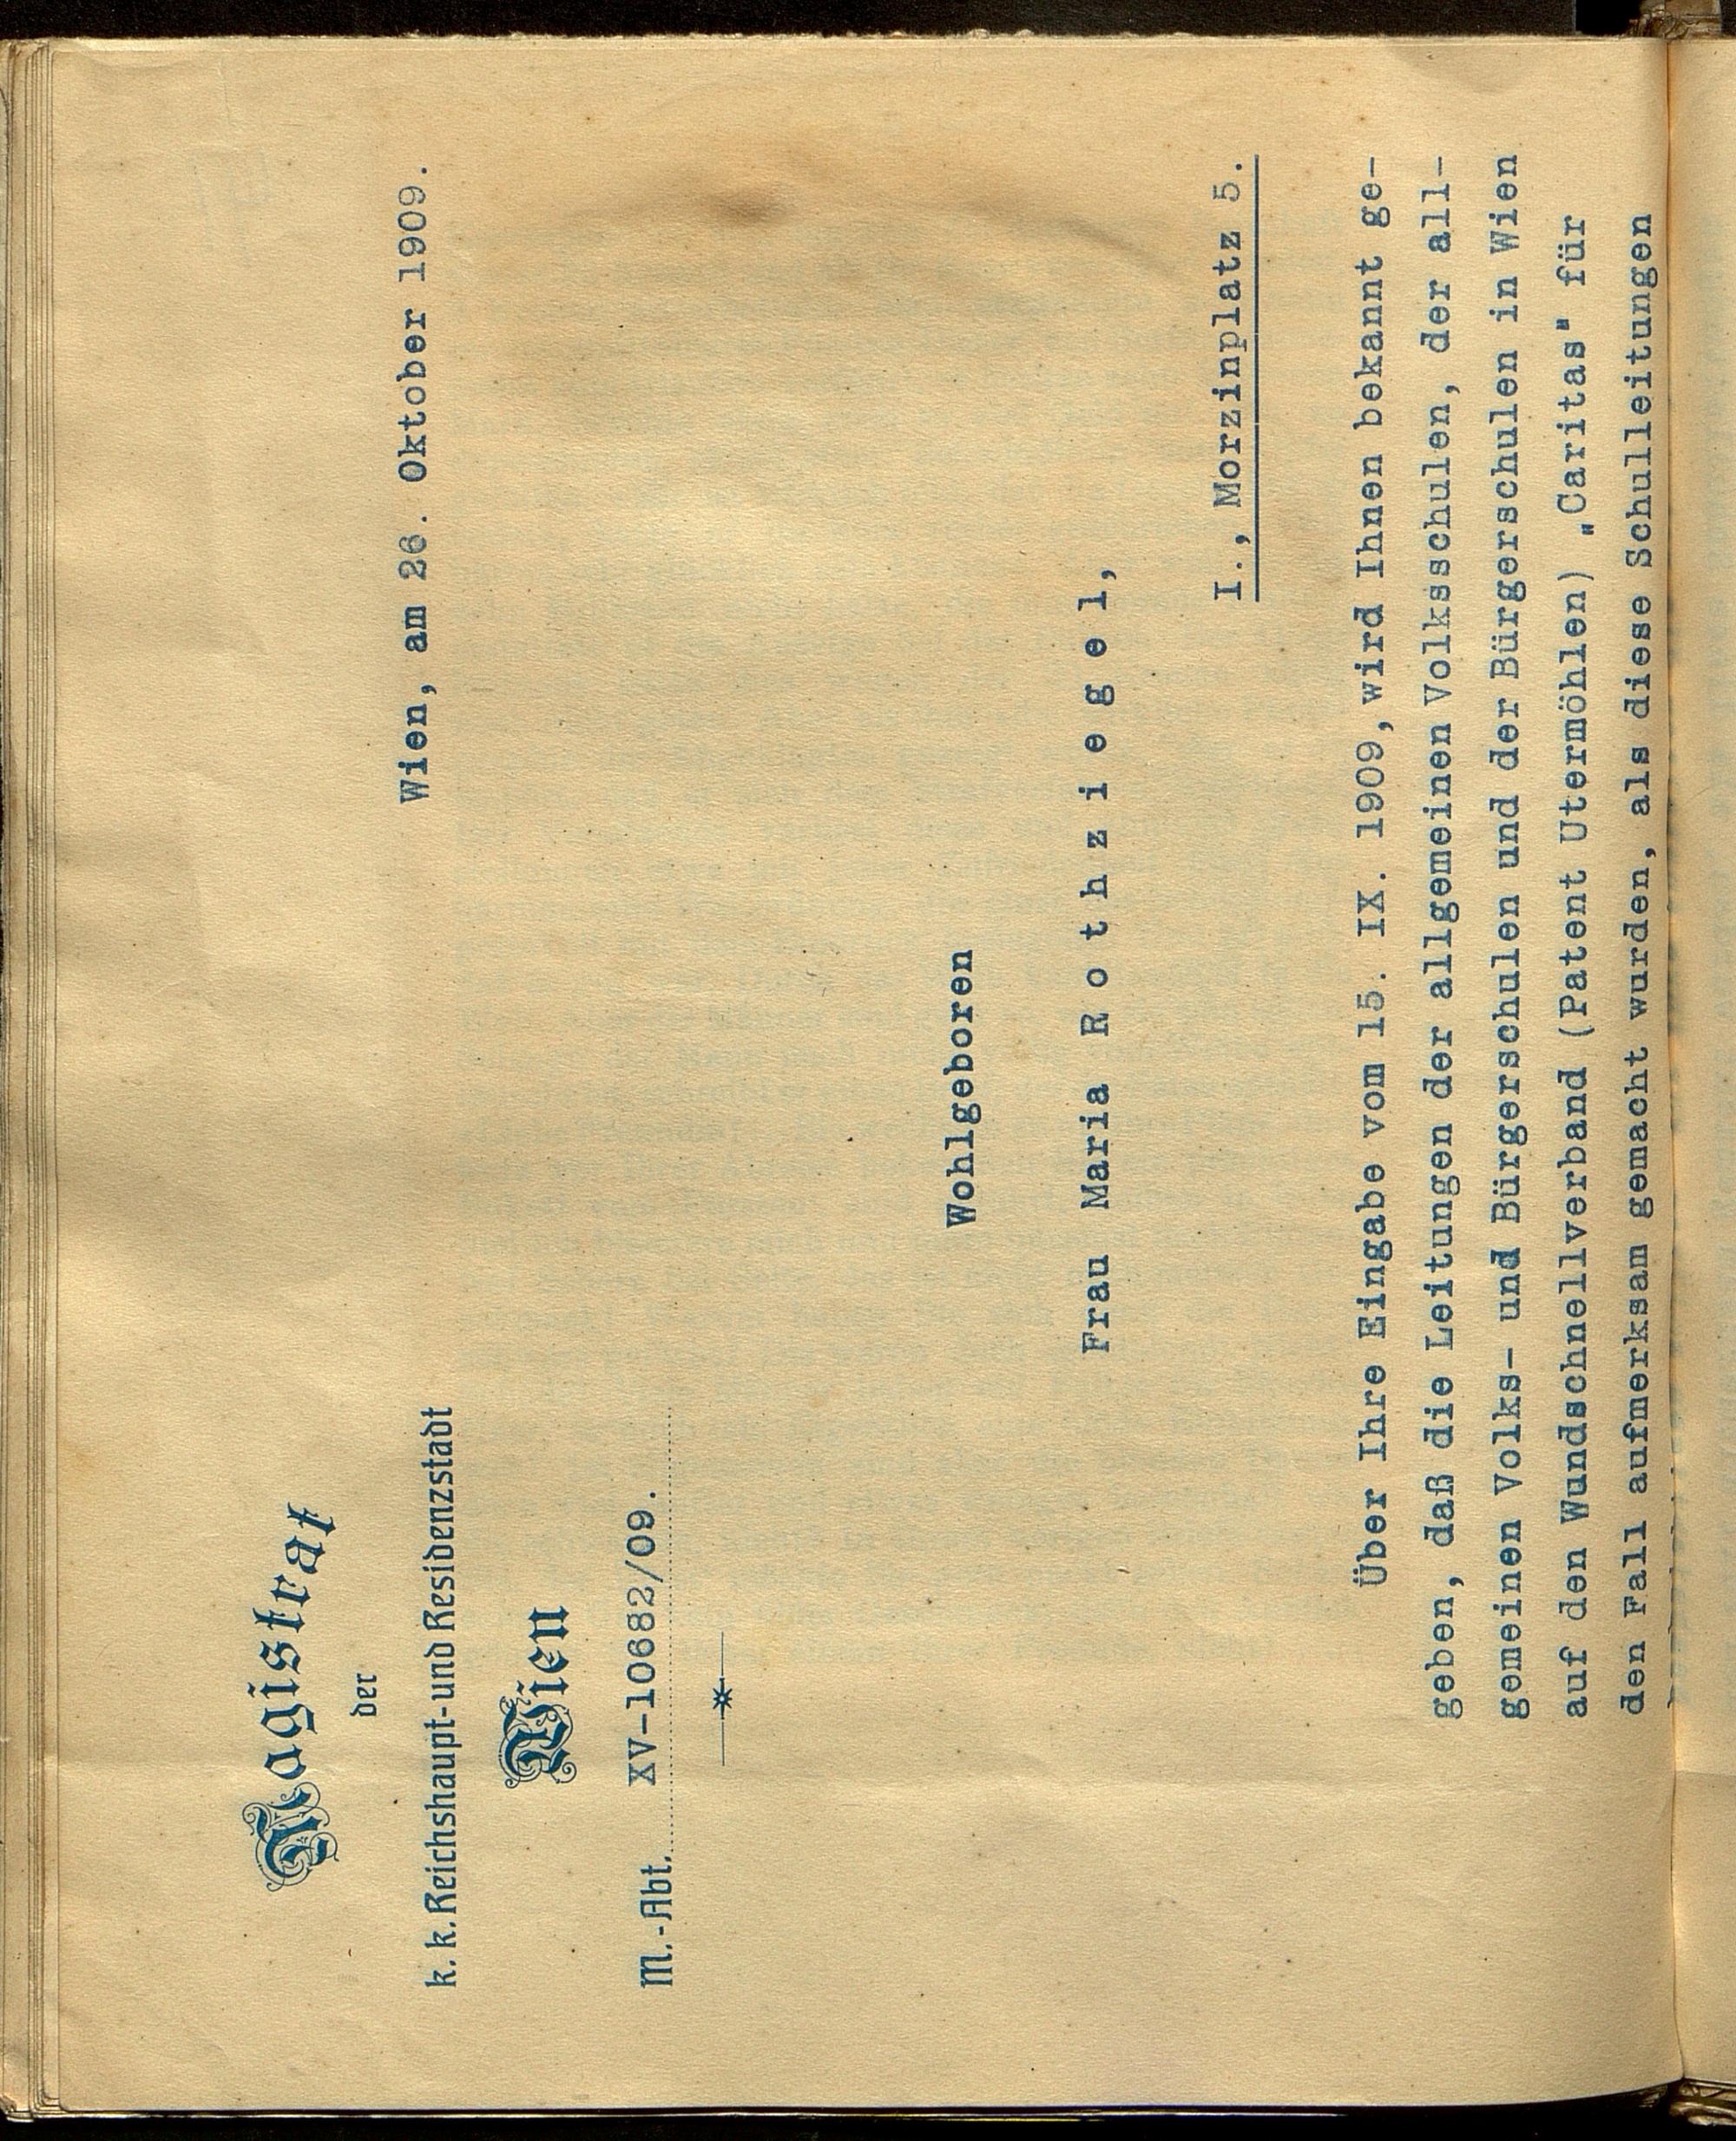 Magistrat
der
k. k. Reichshaupt- und Residenzstadt
Wien
M.-Abt. XV-10682/09.
Wien, am 26. Oktober 1909.
Wohlgeboren
Frau Maria R o t h z i e g e l,
I., Morzinplatz 5.
Über Ihre Eingabe vom 15. IX. 1909, wird Ihnen bekannt ge-
geben, daß die Leitungen der allgemeinen Volksschulen, der all-
gemeinen Volks- und Bürgerschulen und der Bürgerschulen in Wien
auf den Wundschnellverband (Patent Utermöhlen) „Caritas" für
den Fall aufmerksam gemacht wurden, als diese Schulleitungen